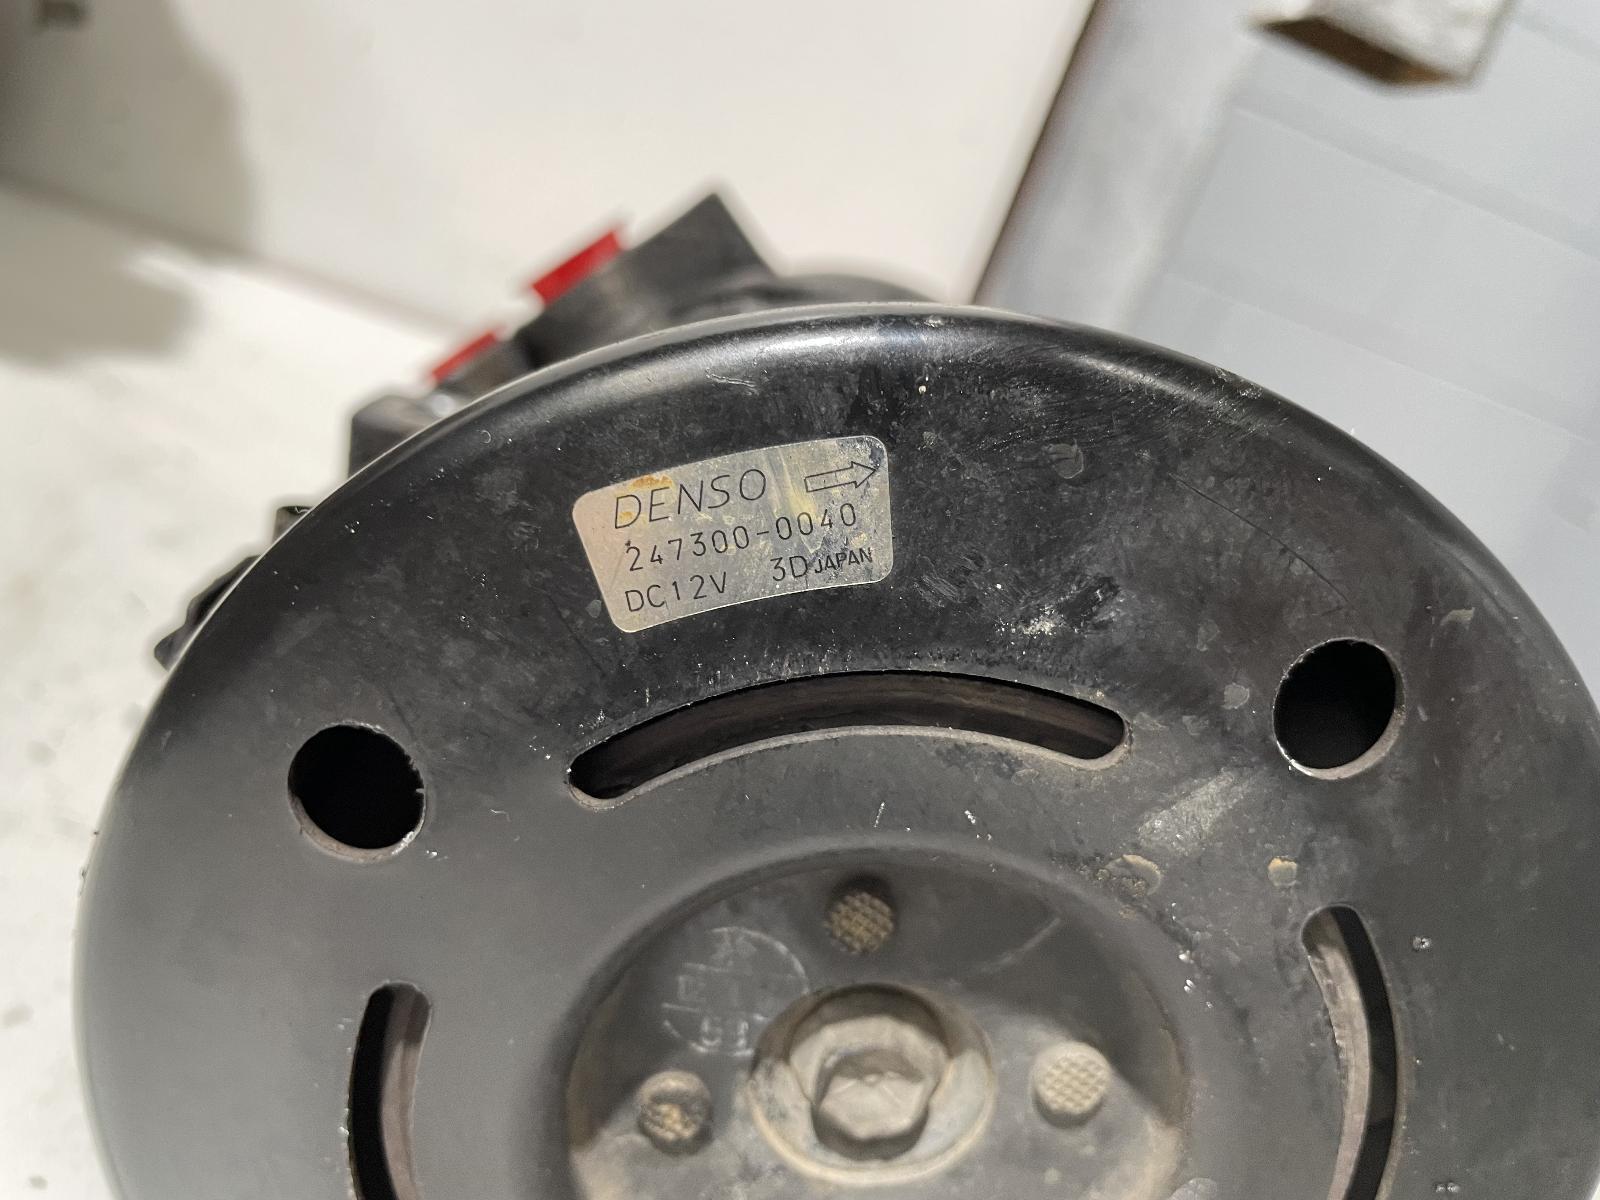 DENSO
247300-0040
DC12V 3D JAPAN